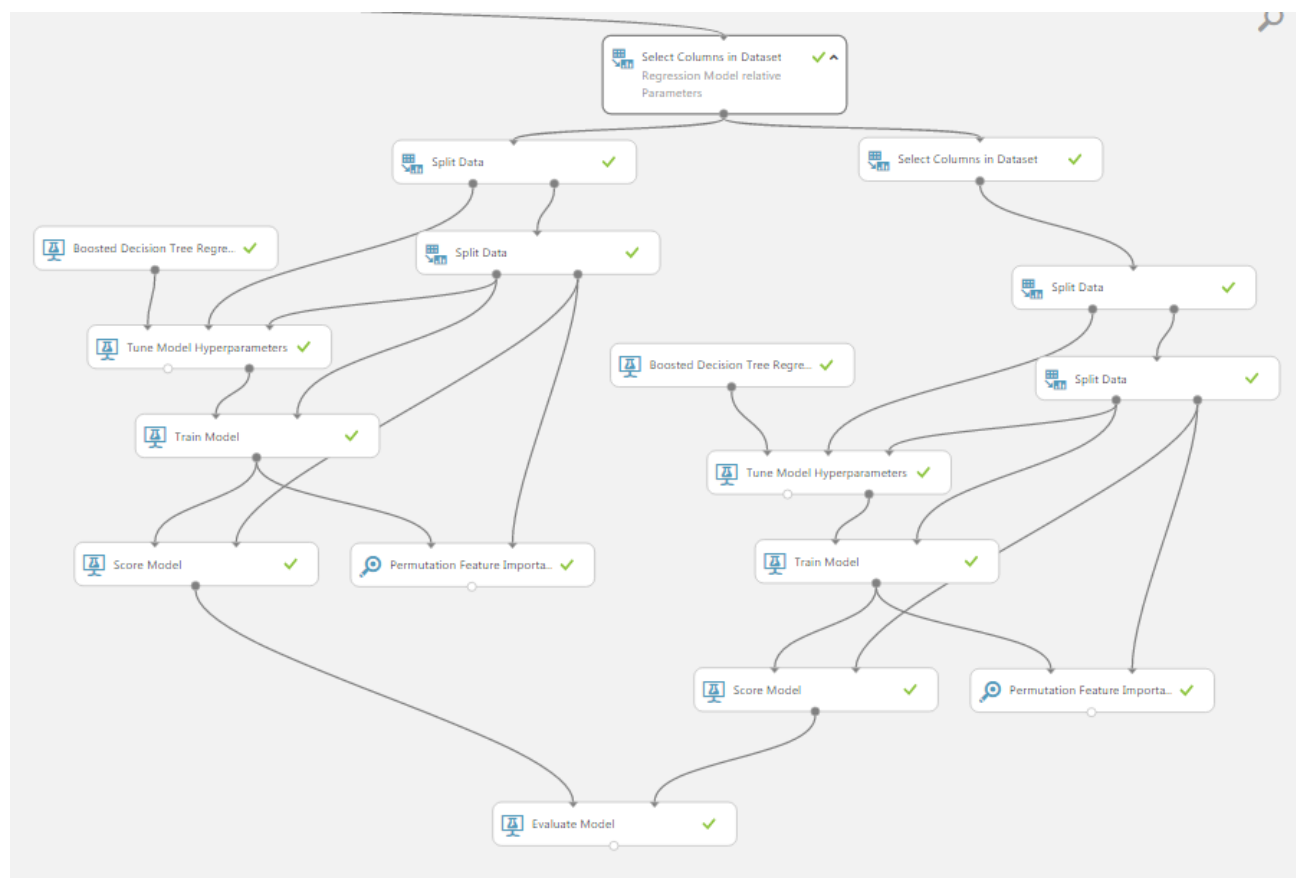 Select Columns in Dataset
Regression Model relative
Parameters
Split Data
Select Columns in Dataset
Boosted Decision Tree Regre...
Split Data
Split Data
Tune Model Hyperparameters
Boosted Decision Tree Regre...
Split Data
Train Model
Tune Model Hyperparameters
Score Model
Permutation Feature Importa...
Train Model
Score Model
Permutation Feature Importa...
Evaluate Model